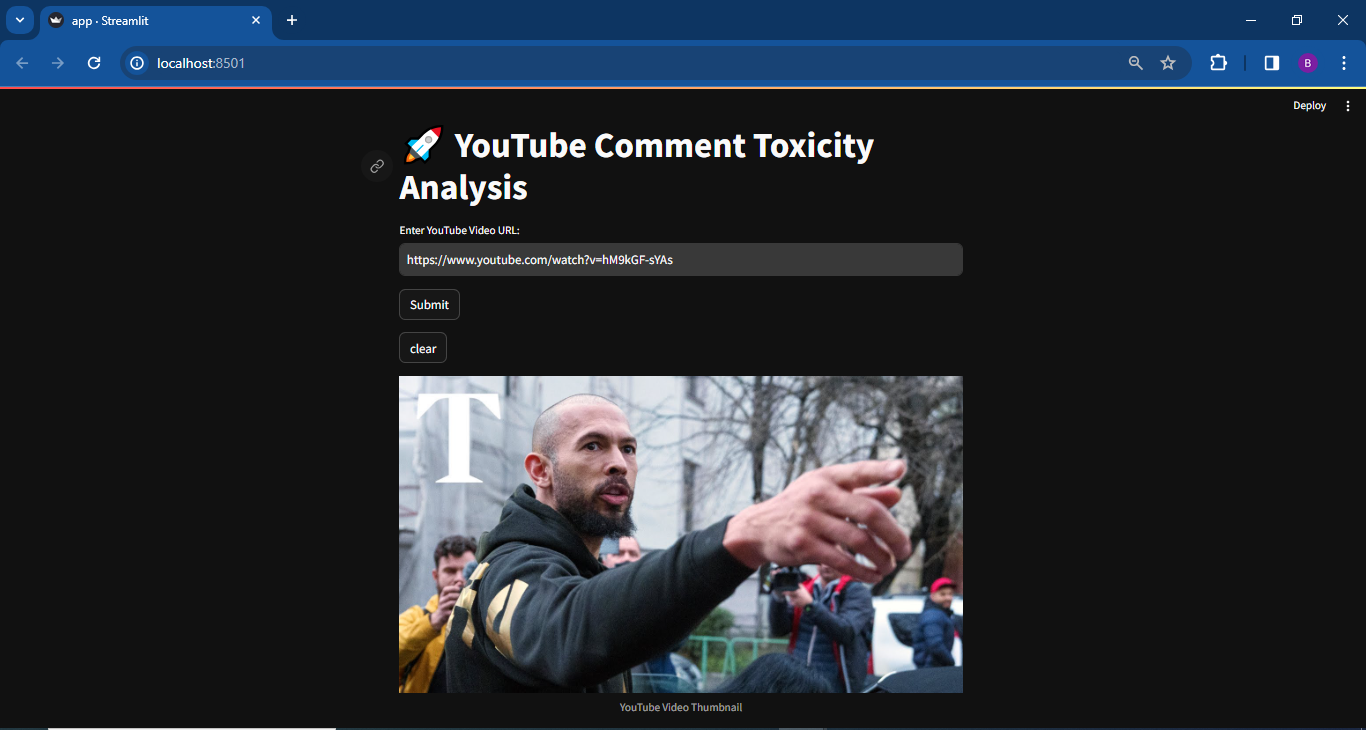 app · Streamlit
localhost:8501
B
Deploy
YouTube Comment Toxicity
Analysis
Enter YouTube Video URL:
https://www.youtube.com/watch?v=hM9kGF-sYAs
Submit
clear
T
YouTube Video Thumbnail